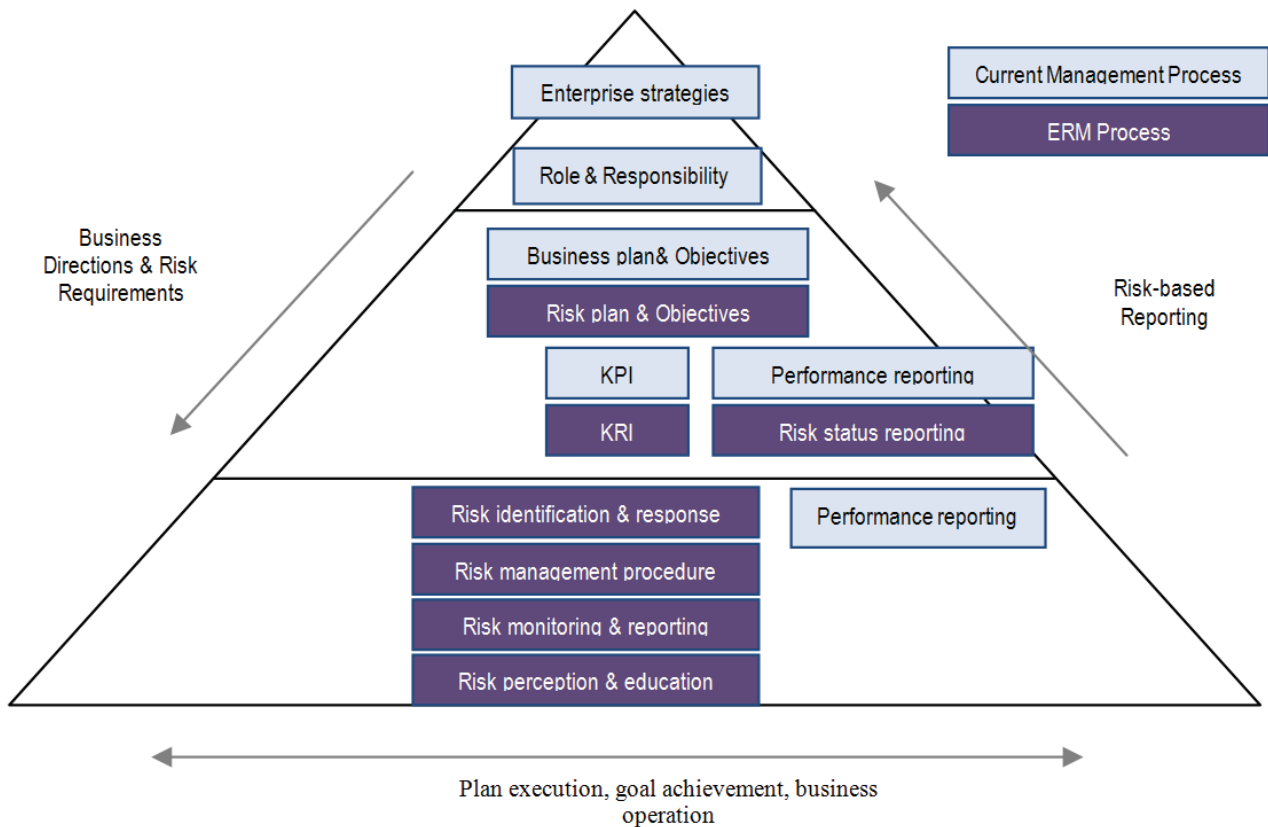 Enterprise strategies
Current Management Process
ERM Process
Role & Responsibility
Business
Directions & Risk
Requirements
Business plan& Objectives
Risk plan & Objectives
Risk-based
Reporting
KPI
Performance reporting
KRI
Risk status reporting
Risk identification & response
Performance reporting
Risk management procedure
Risk monitoring & reporting
Risk perception & education
Plan execution, goal achievement, business
operation